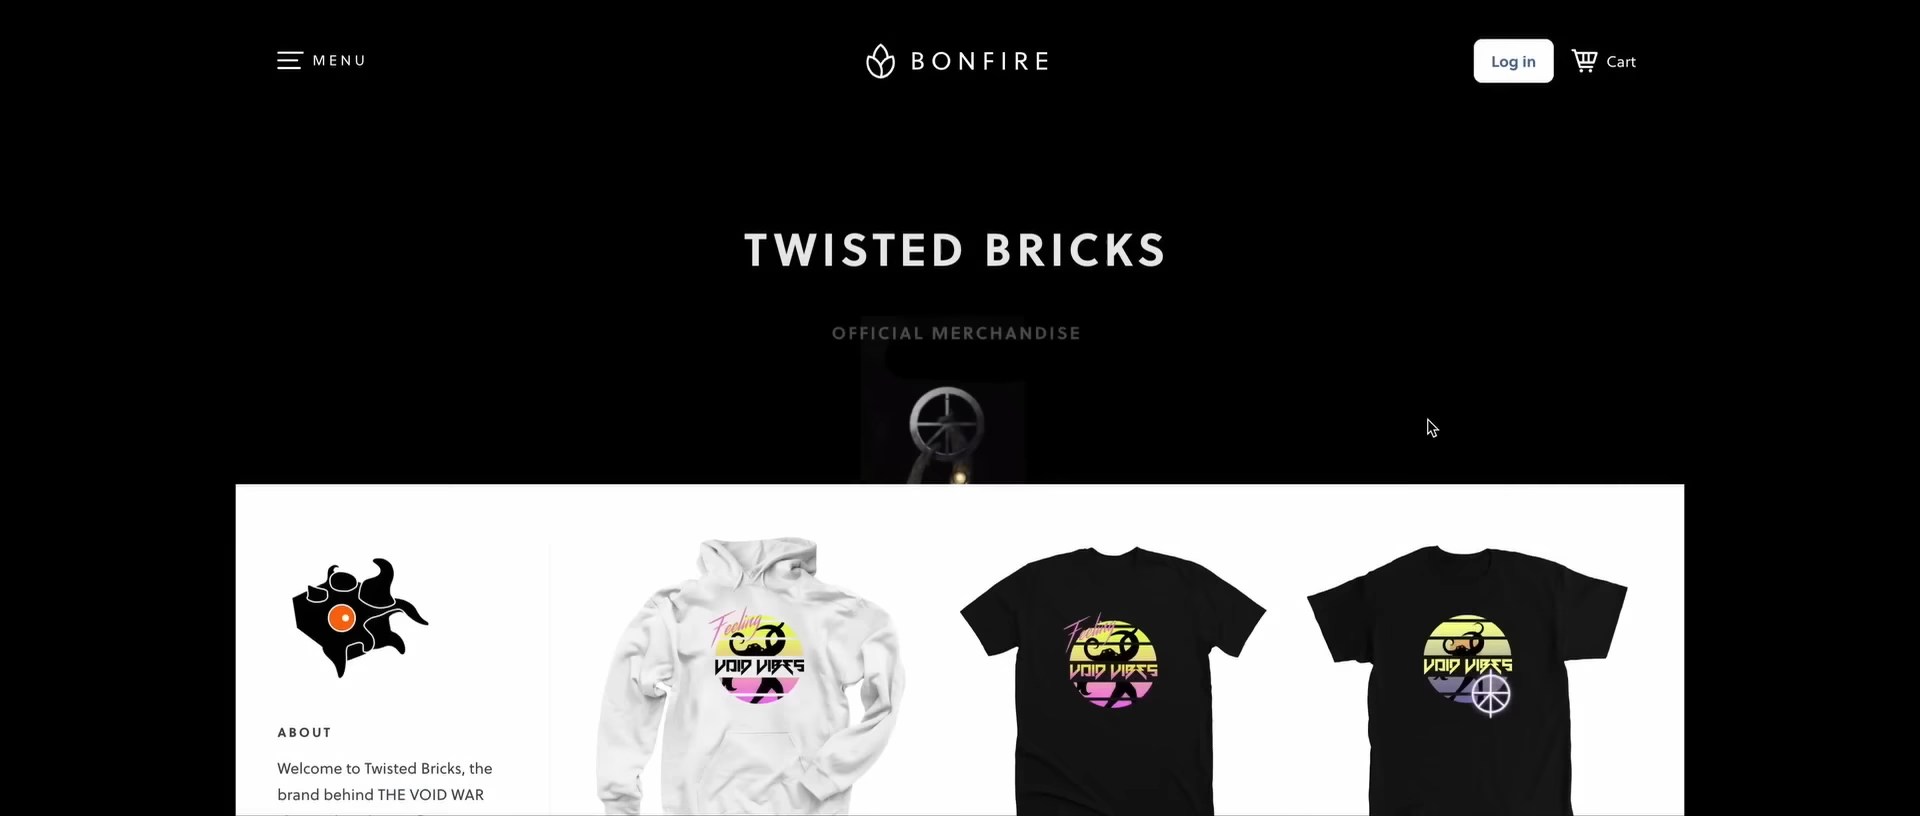 MENU
BONFIRE
Log in
Cart
TWISTED BRICKS
OFFICIAL MERCHANDISE
Feeling
VOID VIBES
Feeling
VOID VIBES
VOID VIBES
ABOUT
Welcome to Twisted Bricks, the
brand behind THE VOID WAR